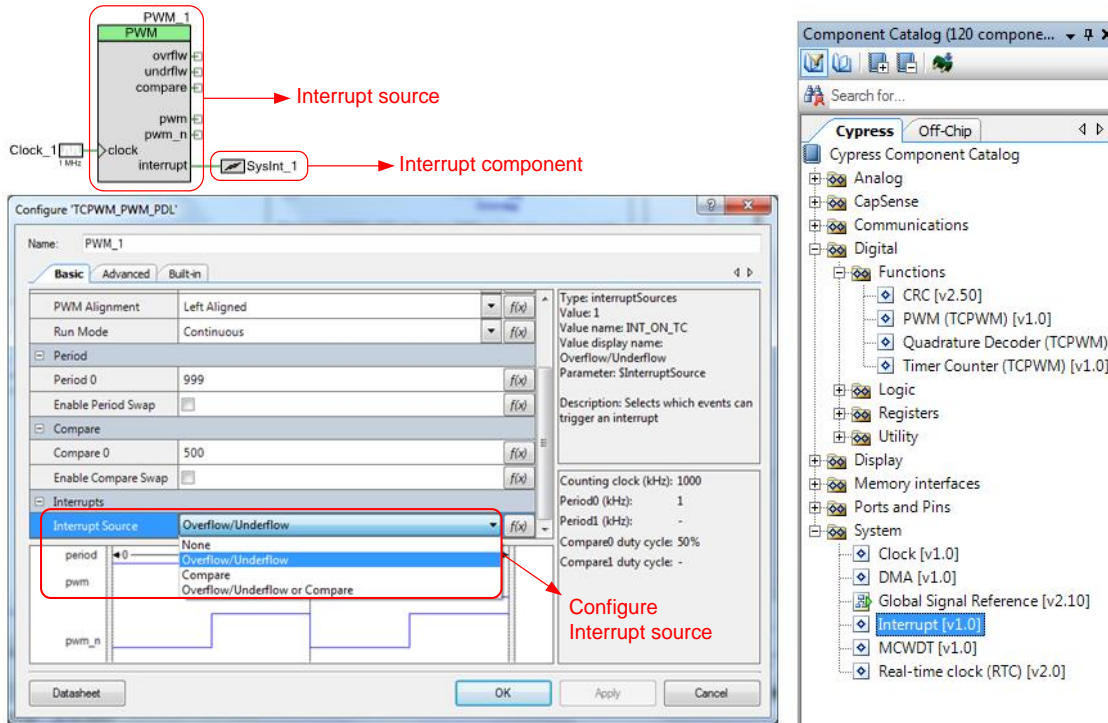 PWM_1
PWM
ovrflw
undrflw
compare
pwm
pwm_n
clock
interrupt
Clock_1
1 MHz
SysInt_1
Interrupt source
Interrupt component
Configure 'TCPWM_PWM_PDL'
Name: PWM_1
Basic Advanced Built-in
PWM Alignment Left Aligned f(x)
Run Mode Continuous f(x)
Period
Period 0 999 f(x)
Enable Period Swap f(x)
Compare
Compare 0 500 f(x)
Enable Compare Swap f(x)
Interrupts
Interrupt Source Overflow/Underflow f(x)
None
Overflow/Underflow
Compare
Overflow/Underflow or Compare
period 0
pwm
pwm_n
Type: interruptSources
Value: 1
Value name: INT_ON_TC
Value display name:
Overflow/Underflow
Parameter: SInterruptSource
Description: Selects which events can
trigger an interrupt
Counting clock (kHz): 1000
Period0 (kHz): 1
Period1 (kHz): -
Compare0 duty cycle: 50%
Compare1 duty cycle: -
Configure
Interrupt source
Datasheet OK Apply Cancel
Component Catalog (120 compone...
Search for...
Cypress Off-Chip
Cypress Component Catalog
Analog
CapSense
Communications
Digital
Functions
CRC [v2.50]
PWM (TCPWM) [v1.0]
Quadrature Decoder (TCPWM)
Timer Counter (TCPWM) [v1.0]
Logic
Registers
Utility
Display
Memory interfaces
Ports and Pins
System
Clock [v1.0]
DMA [v1.0]
Global Signal Reference [v2.10]
Interrupt [v1.0]
MCWDT [v1.0]
Real-time clock (RTC) [v2.0]